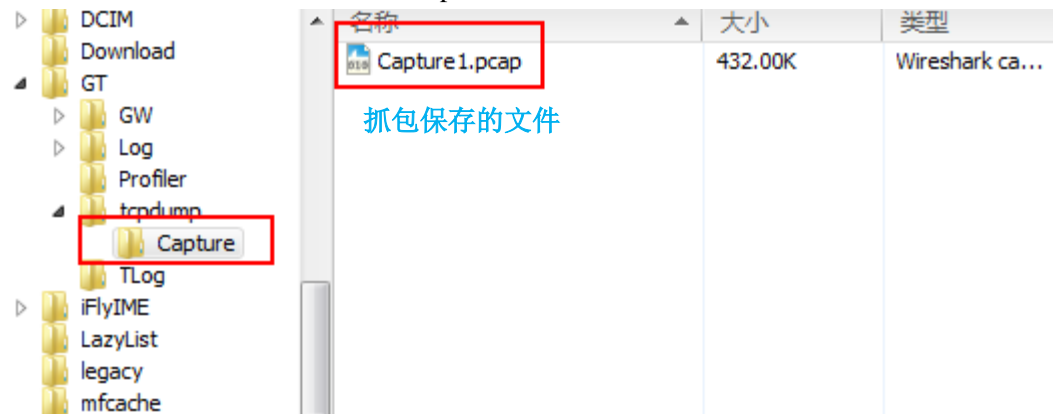 DCIM
Download
GT
GW
Log
Profiler
tcpdump
Capture
TLog
iFlyIME
LazyList
legacy
mfcache
名称 大小 类型
Capture1.pcap 432.00K Wireshark ca...
抓包保存的文件